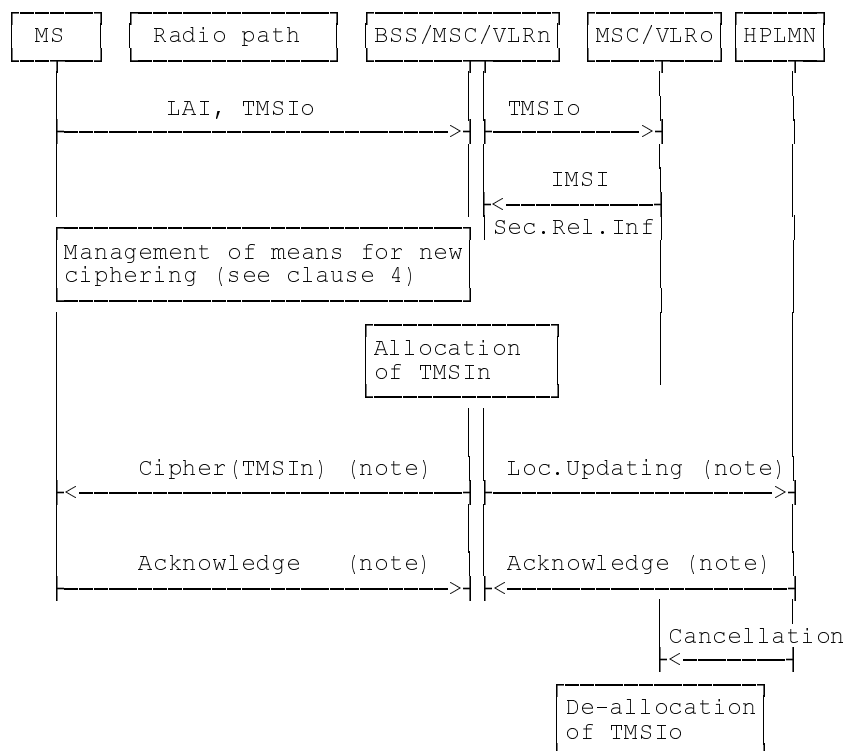 MS Radio path BSS/MSC/VLRn MSC/VLRo HPLMN
LAI, TMSIo TMSIo
IMSI
Sec.Rel.Inf
Management of means for new
ciphering (see clause 4)
Allocation
of TMSIn
Cipher(TMSIn) (note) Loc.Updating (note)
Acknowledge (note) Acknowledge (note)
Cancellation
De-allocation
of TMSIo